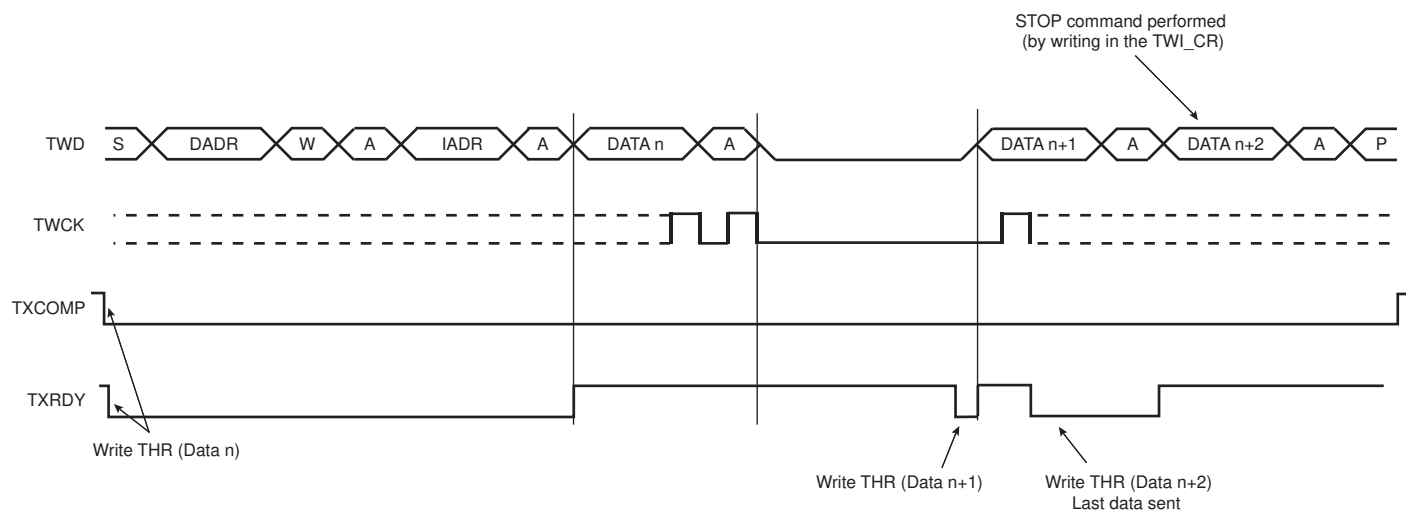 STOP command performed
(by writing in the TWI_CR)
TWD S DADR W A IADR A DATA n A DATA n+1 A DATA n+2 A P
TWCK
TXCOMP
TXRDY
Write THR (Data n)
Write THR (Data n+1)
Write THR (Data n+2)
Last data sent